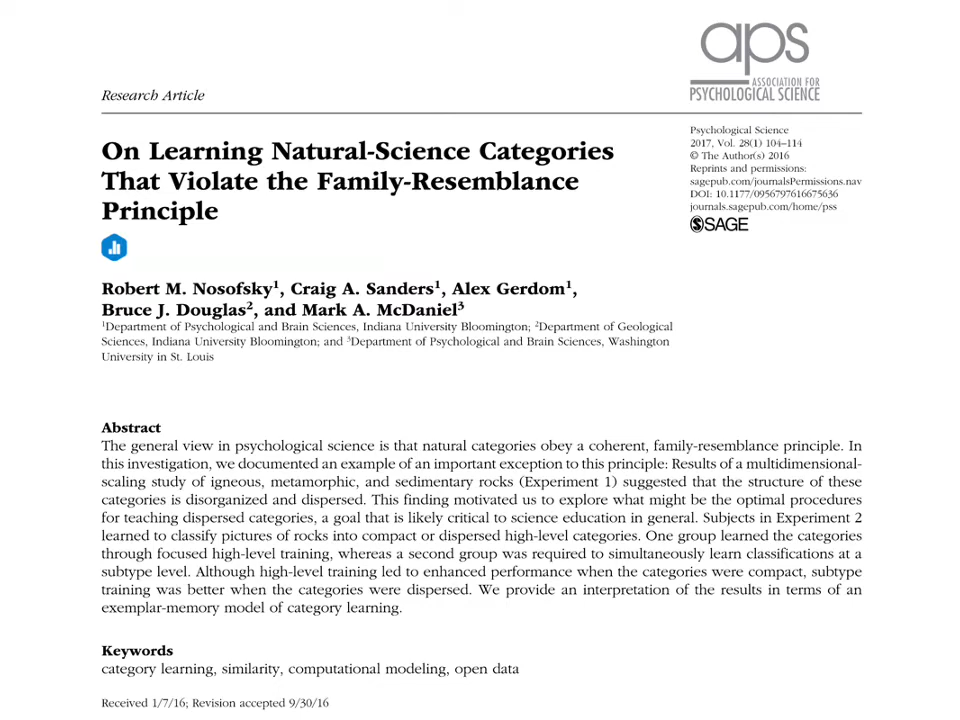 aps
ASSOCIATION FOR
PSYCHOLOGICAL SCIENCE
Research Article
On Learning Natural-Science Categories
That Violate the Family-Resemblance
Principle
Psychological Science
2017, Vol. 28(1) 104–114
© The Author(s) 2016
Reprints and permissions:
sagepub.com/journalsPermissions.nav
DOI: 10.1177/0956797616675636
journals.sagepub.com/home/pss
SAGE
Robert M. Nosofsky¹, Craig A. Sanders¹, Alex Gerdom¹,
Bruce J. Douglas², and Mark A. McDaniel³
¹Department of Psychological and Brain Sciences, Indiana University Bloomington; ²Department of Geological
Sciences, Indiana University Bloomington; and ³Department of Psychological and Brain Sciences, Washington
University in St. Louis
Abstract
The general view in psychological science is that natural categories obey a coherent, family-resemblance principle. In
this investigation, we documented an example of an important exception to this principle: Results of a multidimensional-
scaling study of igneous, metamorphic, and sedimentary rocks (Experiment 1) suggested that the structure of these
categories is disorganized and dispersed. This finding motivated us to explore what might be the optimal procedures
for teaching dispersed categories, a goal that is likely critical to science education in general. Subjects in Experiment 2
learned to classify pictures of rocks into compact or dispersed high-level categories. One group learned the categories
through focused high-level training, whereas a second group was required to simultaneously learn classifications at a
subtype level. Although high-level training led to enhanced performance when the categories were compact, subtype
training was better when the categories were dispersed. We provide an interpretation of the results in terms of an
exemplar-memory model of category learning.
Keywords
category learning, similarity, computational modeling, open data
Received 1/7/16; Revision accepted 9/30/16